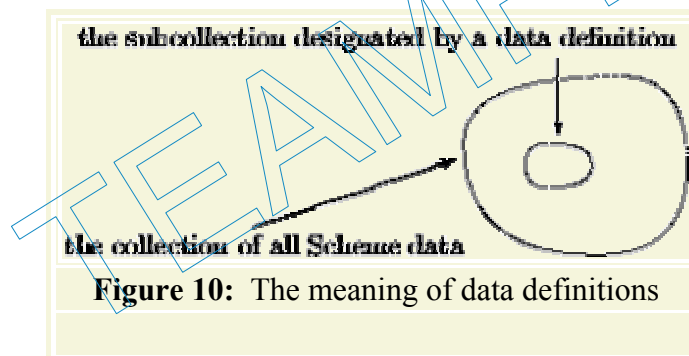 the subcollection designated by a data definition
the collection of all Scheme data
Figure 10: The meaning of data definitions
TEAM